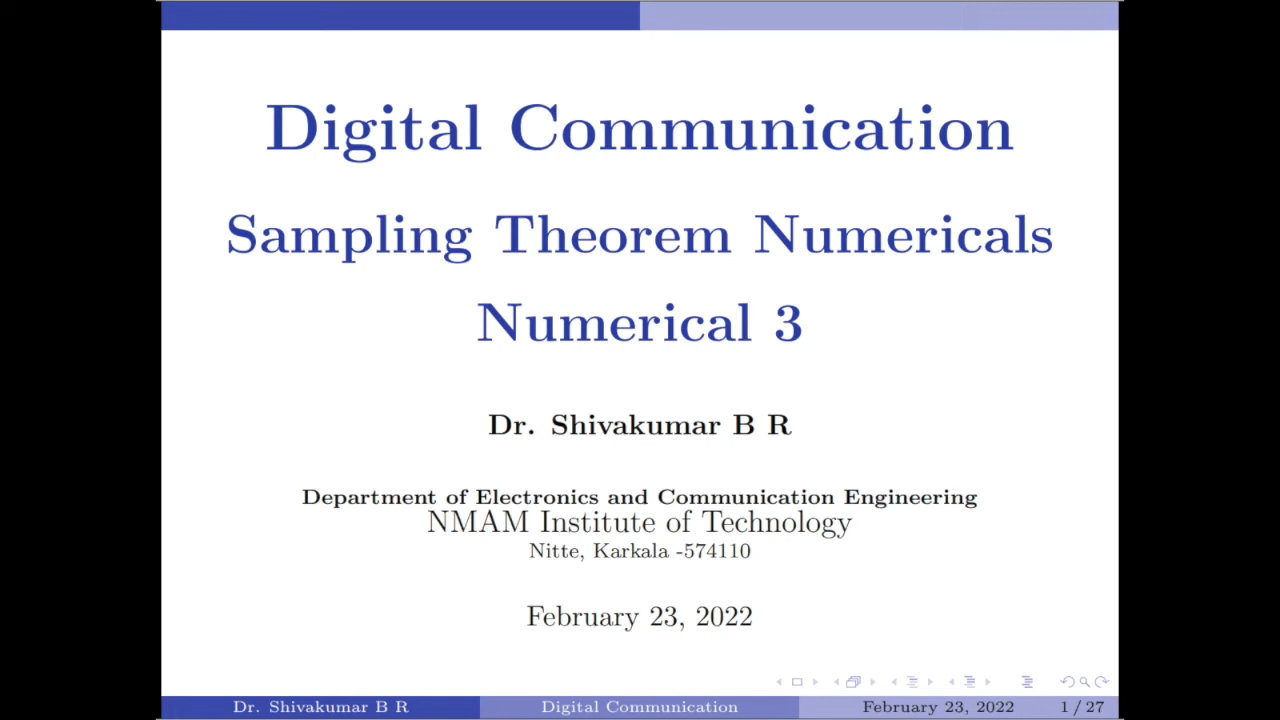 Digital Communication
Sampling Theorem Numericals
Numerical 3
Dr. Shivakumar B R
Department of Electronics and Communication Engineering
NMAM Institute of Technology
Nitte, Karkala -574110
February 23, 2022
Dr. Shivakumar B R Digital Communication February 23, 2022 1 / 27